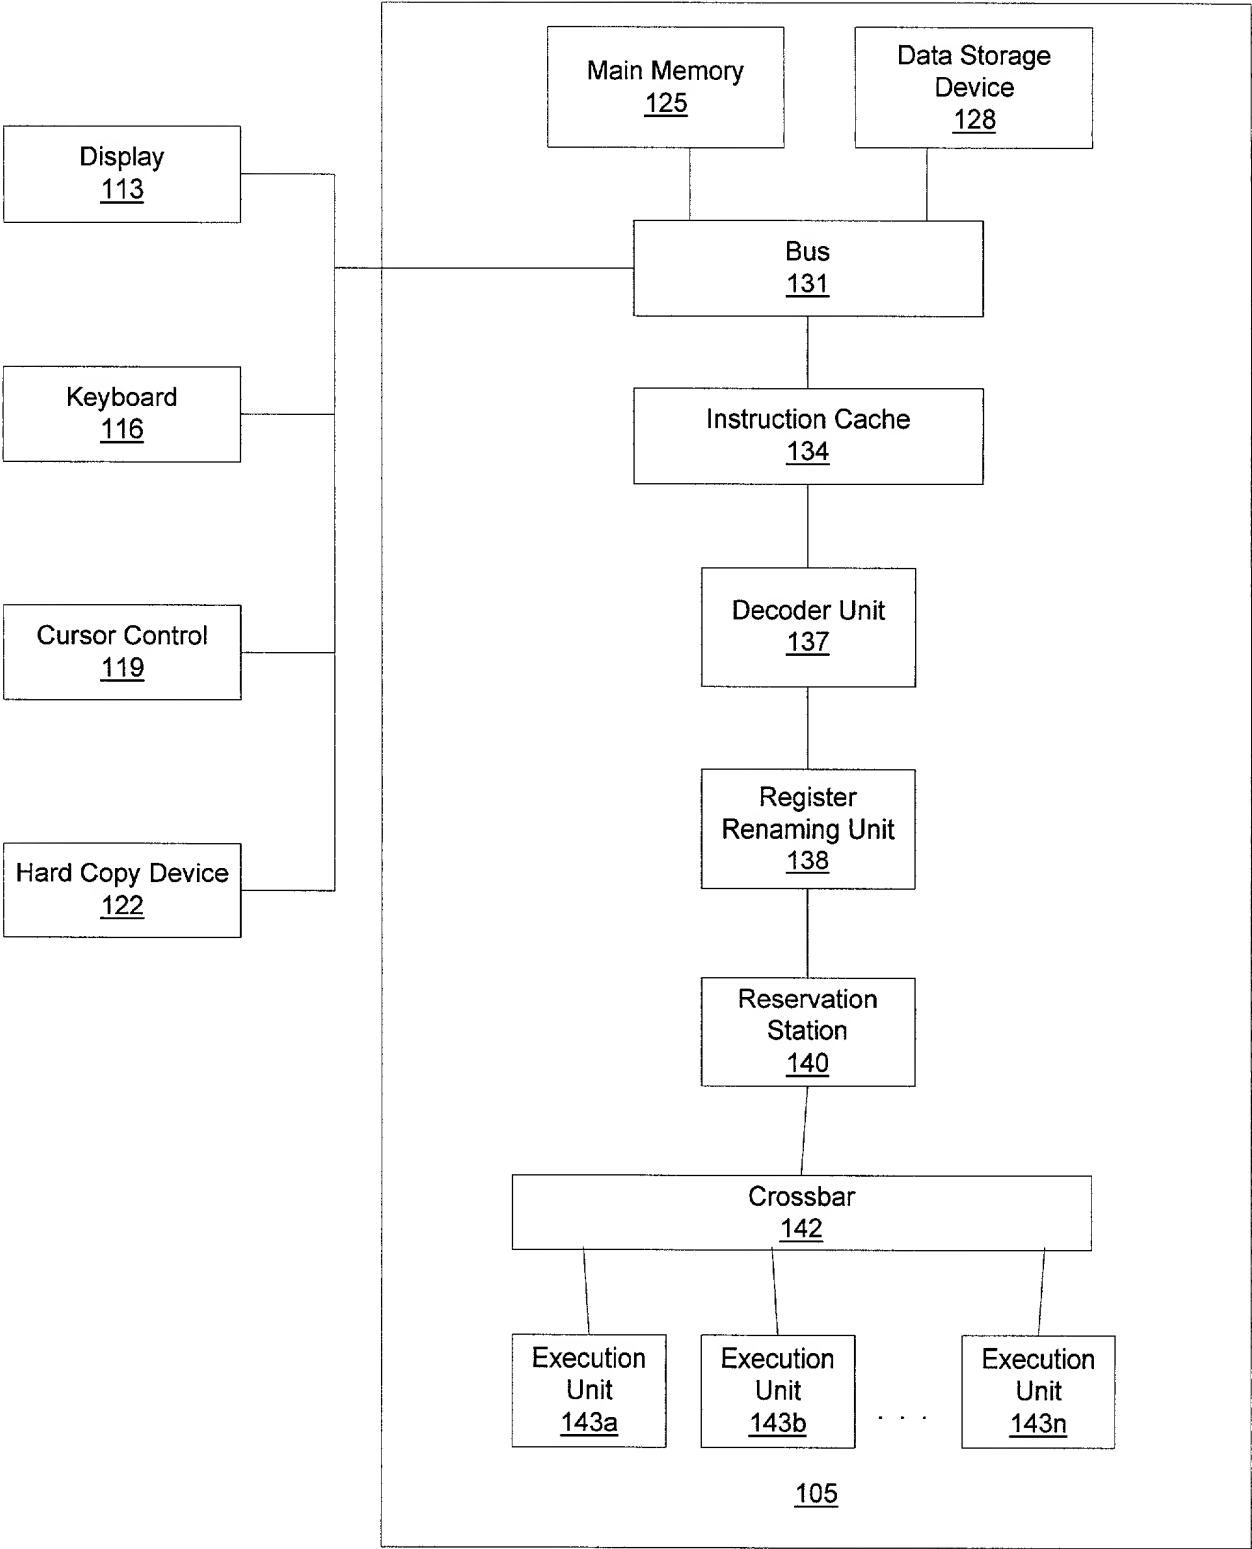 Main Memory
125
Data Storage
Device
128
Display
113
Bus
131
Keyboard
116
Instruction Cache
134
Decoder Unit
137
Cursor Control
119
Register
Renaming Unit
138
Hard Copy Device
122
Reservation
Station
140
Crossbar
142
Execution
Unit
143a
Execution
Unit
143b
. . .
Execution
Unit
143n
105